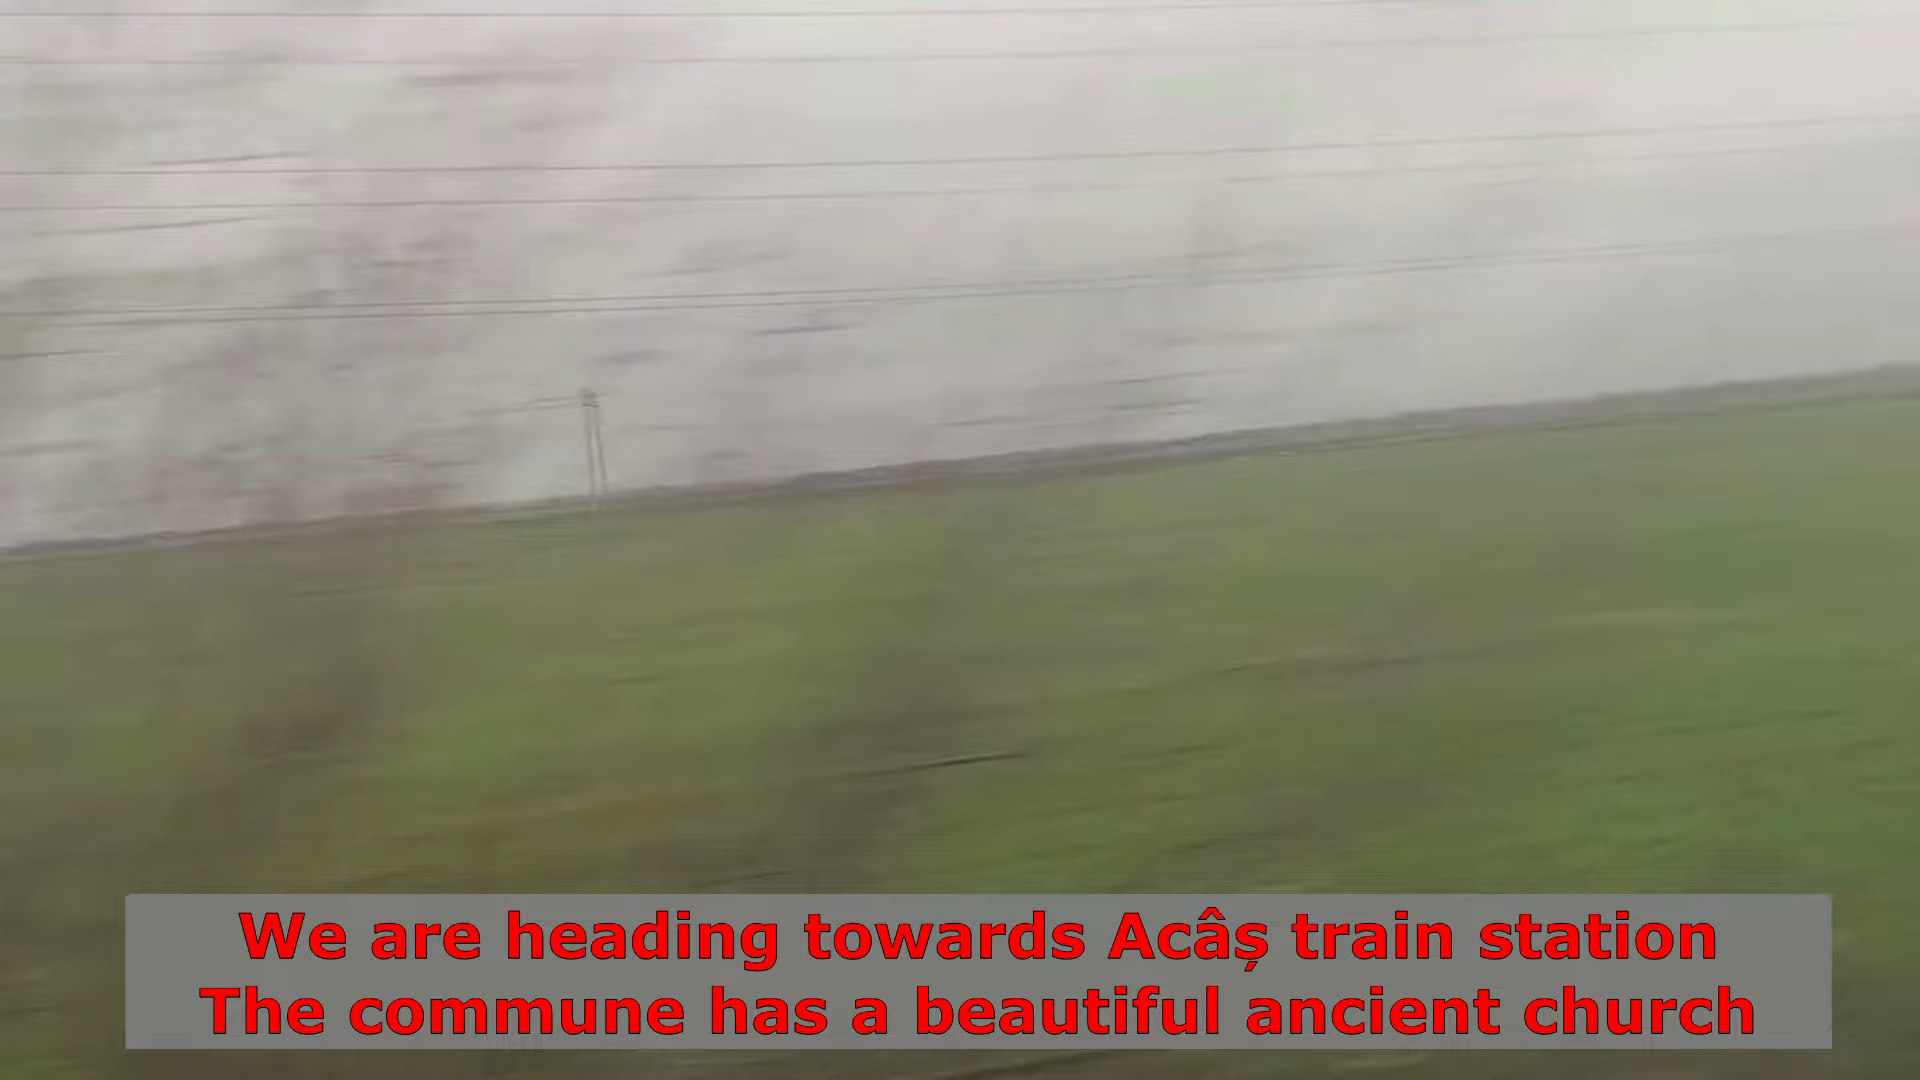 We are heading towards Acâș train station
The commune has a beautiful ancient church